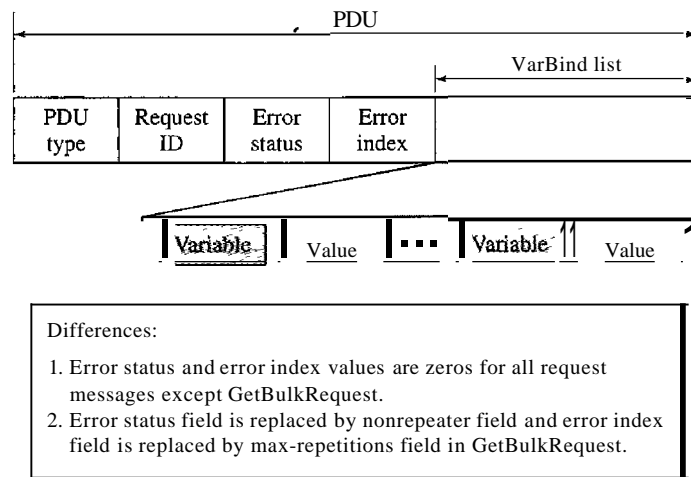 PDU
VarBind list
PDU type
Request ID
Error status
Error index
Variable
Value
...
Variable
Value
Differences:
1. Error status and error index values are zeros for all request
messages except GetBulkRequest.
2. Error status field is replaced by nonrepeater field and error index
field is replaced by max-repetitions field in GetBulkRequest.